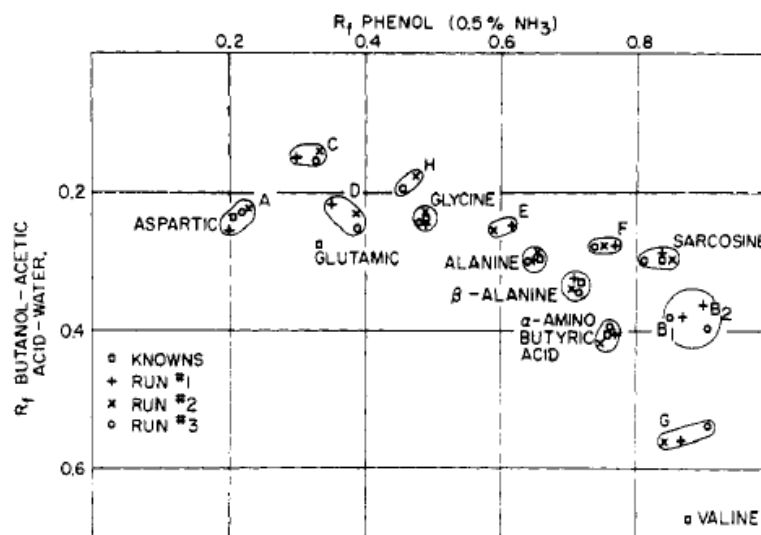 Rf PHENOL (0.5% NH3)
0.2 0.4 0.6 0.8
C
H
D
A
0.2
GLYCINE
E
ASPARTIC
F
SARCOSINE
GLUTAMIC
ALANINE
β-ALANINE
B2
α-AMINO
BUTYRIC
ACID
B1
0.4
Rf BUTANOL-ACETIC
ACID-WATER,
KNOWNS
+ RUN #1
x RUN #2
o RUN #3
G
0.6
VALINE